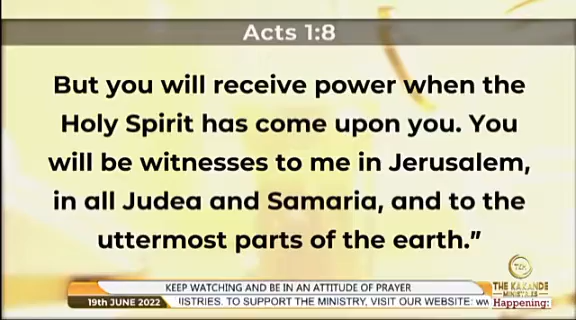 Acts 1:8
But you will receive power when the
Holy Spirit has come upon you. You
will be witnesses to me in Jerusalem,
in all Judea and Samaria, and to the
uttermost parts of the earth.”
THE KAKANDE
MINISTRIES
KEEP WATCHING AND BE IN AN ATTITUDE OF PRAYER
19th JUNE 2022 ISTRIES. TO SUPPORT THE MINISTRY, VISIT OUR WEBSITE: ww Happening: